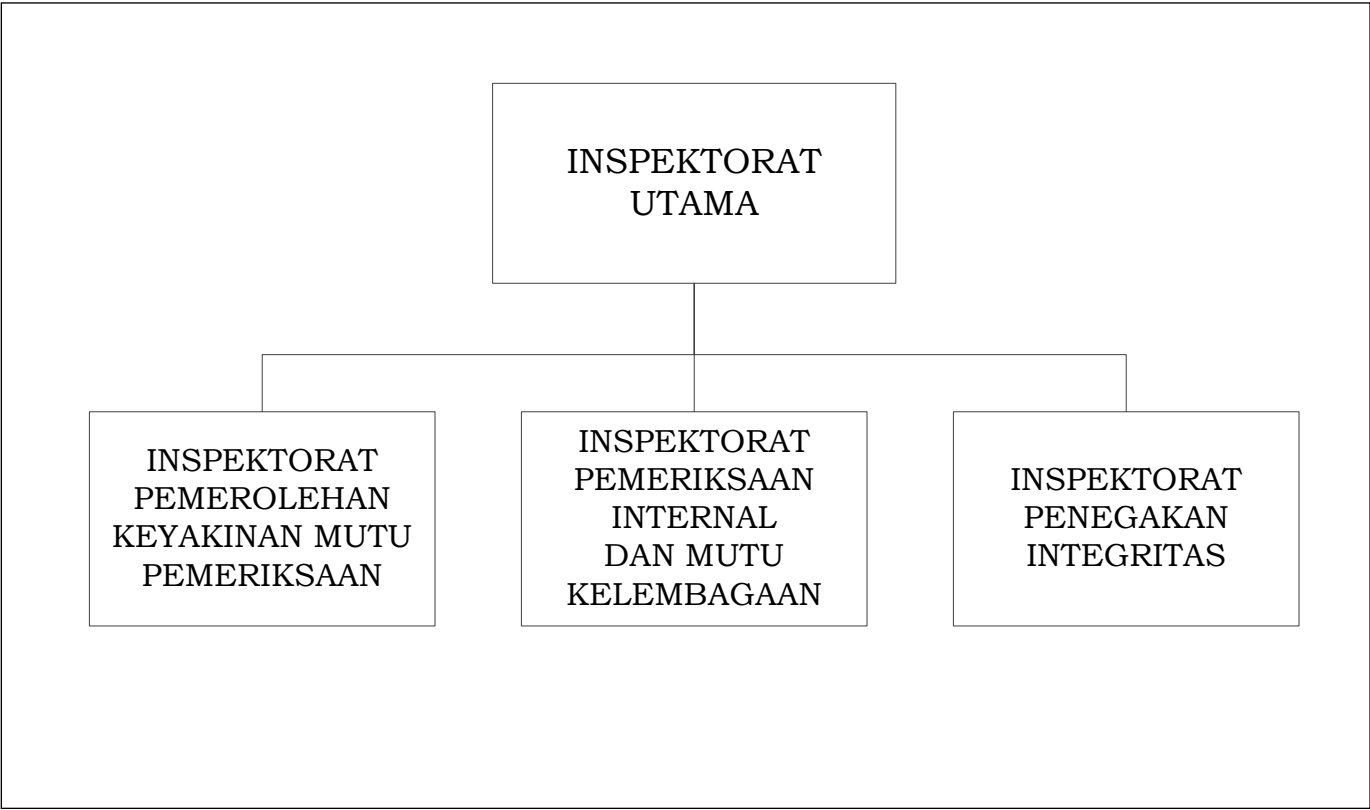 INSPEKTORAT
UTAMA
INSPEKTORAT
PEMEROLEHAN
KEYAKINAN MUTU
PEMERIKSAAN
INSPEKTORAT
PEMERIKSAAN
INTERNAL
DAN MUTU
KELEMBAGAAN
INSPEKTORAT
PENEGAKAN
INTEGRITAS